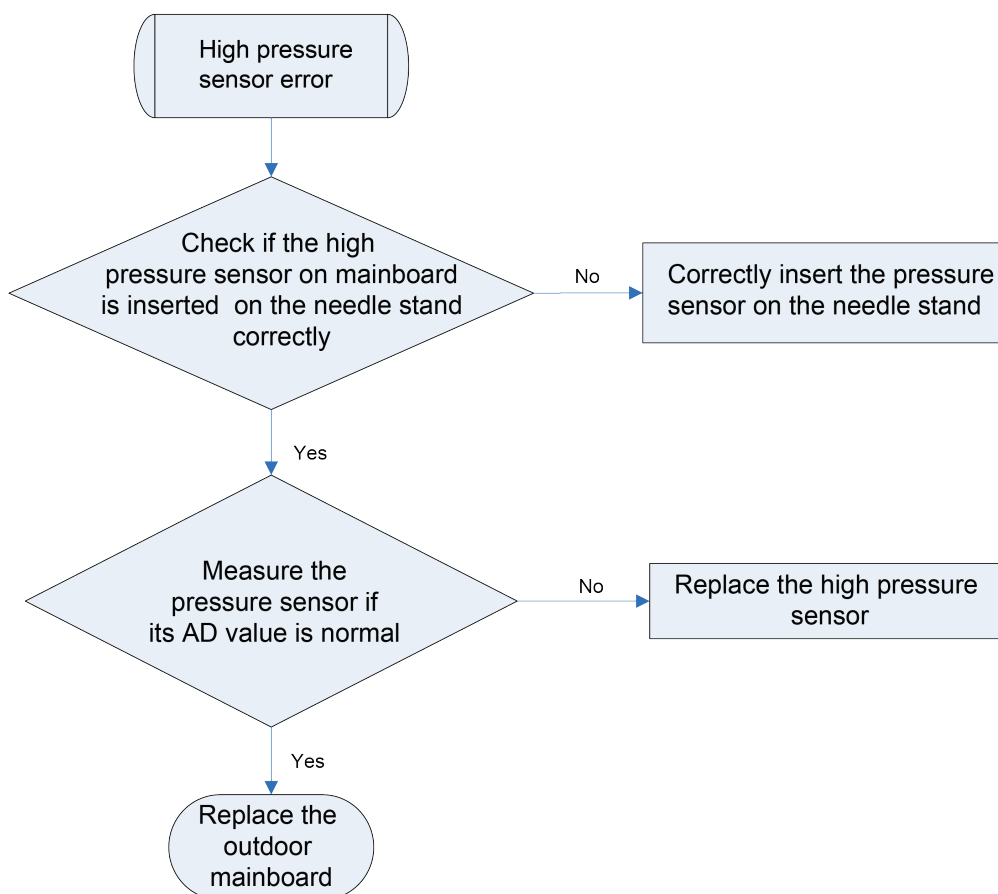 High pressure
sensor error
Check if the high
pressure sensor on mainboard
is inserted on the needle stand
correctly
No
Correctly insert the pressure
sensor on the needle stand
Yes
Measure the
pressure sensor if
its AD value is normal
No
Replace the high pressure
sensor
Yes
Replace the
outdoor
mainboard